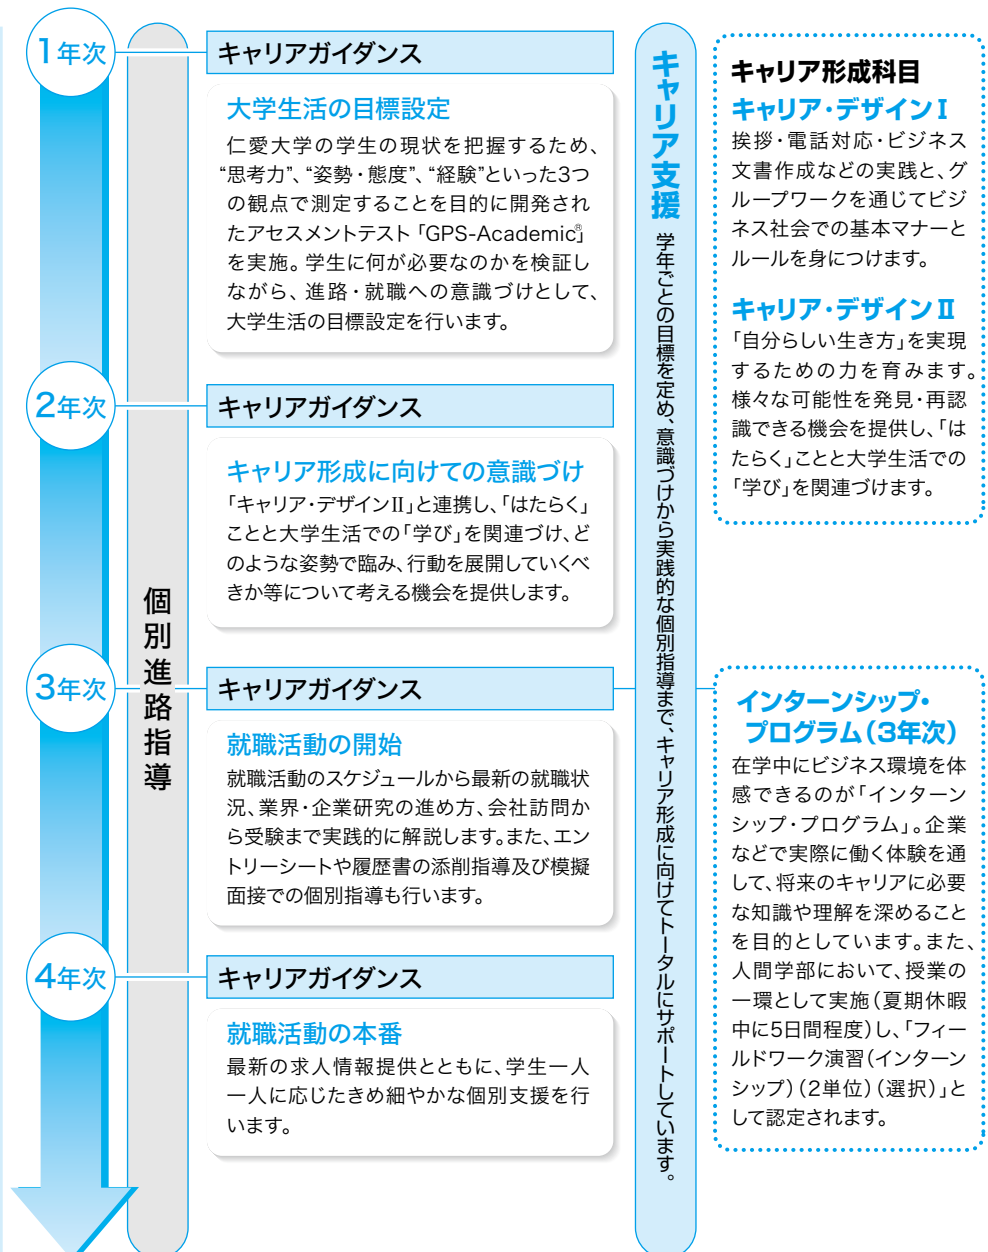 1年次
キャリアガイダンス
大学生活の目標設定
仁愛大学の学生の現状を把握するため、
“思考力”、“姿勢・態度”、“経験”といった3つ
の観点で測定することを目的に開発され
たアセスメントテスト「GPS-Academic®」
を実施。学生に何が必要なのかを検証し
ながら、進路・就職への意識づけとして、
大学生活の目標設定を行います。
2年次
キャリアガイダンス
キャリア形成に向けての意識づけ
「キャリア・デザインⅡ」と連携し、「はたらく」
ことと大学生活での「学び」を関連づけ、ど
のような姿勢で臨み、行動を展開していくべ
きか等について考える機会を提供します。
3年次
キャリアガイダンス
就職活動の開始
就職活動のスケジュールから最新の就職状
況、業界・企業研究の進め方、会社訪問か
ら受験まで実践的に解説します。また、エン
トリーシートや履歴書の添削指導及び模擬
面接での個別指導も行います。
4年次
キャリアガイダンス
就職活動の本番
最新の求人情報提供とともに、学生一人
一人に応じたきめ細やかな個別支援を行
います。
個別進路指導
キャリア支援
学年ごとの目標を定め、意識づけから実践的な個別指導まで、キャリア形成に向けてトータルにサポートしています。
キャリア形成科目
キャリア・デザインⅠ
挨拶・電話対応・ビジネス
文書作成などの実践と、グ
ループワークを通じてビジ
ネス社会での基本マナーと
ルールを身につけます。
キャリア・デザインⅡ
「自分らしい生き方」を実現
するための力を育みます。
様々な可能性を発見・再認
識できる機会を提供し、「は
たらく」ことと大学生活での
「学び」を関連づけます。
インターンシップ・
プログラム(3年次)
在学中にビジネス環境を体
感できるのが「インターン
シップ・プログラム」。企業
などで実際に働く体験を通
して、将来のキャリアに必要
な知識や理解を深めること
を目的としています。また、
人間学部において、授業の
一環として実施(夏期休暇
中に5日間程度)し、「フィー
ルドワーク演習(インターン
シップ)(2単位)(選択)」と
して認定されます。